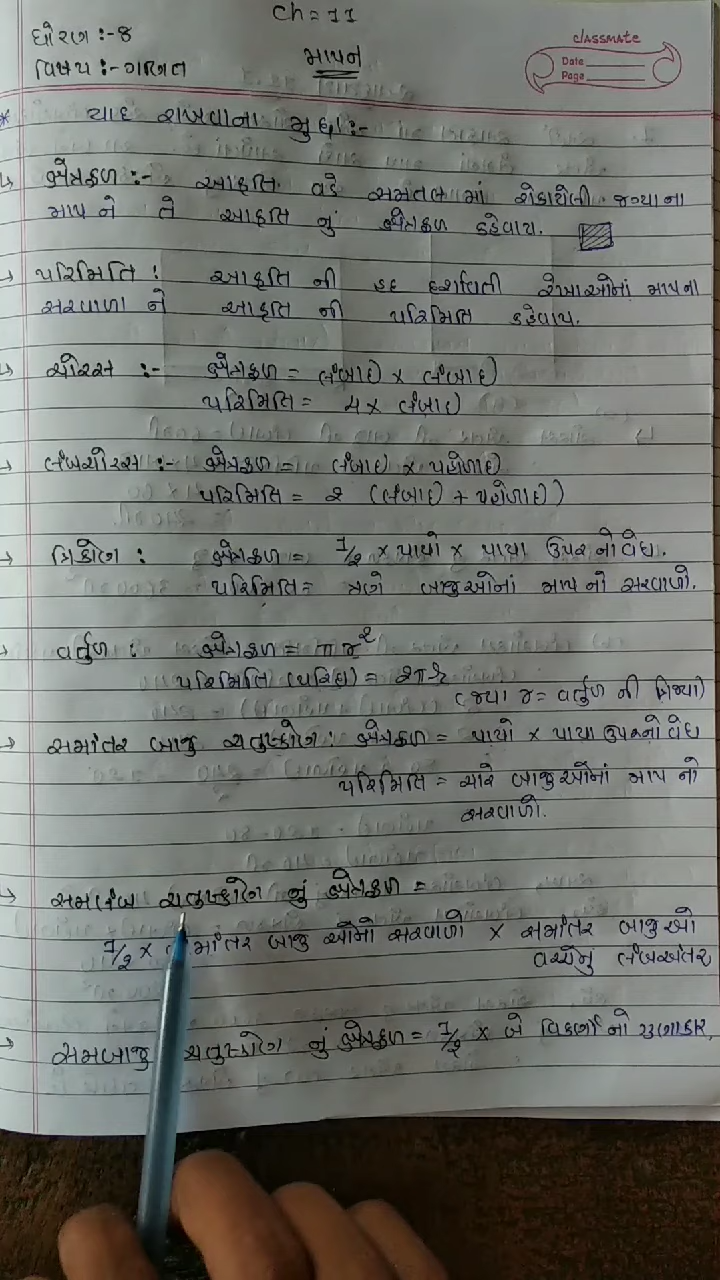 Ch = 11
ધોરણ :- 8
વિષય :- ગણિત
માપન
classmate
Date
Page
* યાદ રાખવાના મુદ્દા :-
↳ ક્ષેત્રફળ :- આકૃતિ વડે સમતલ માં રોકાયેલી જગ્યાના
માપ ને તે આકૃતિ નું ક્ષેત્રફળ કહેવાય.
→ પરિમિતિ : આકૃતિ ની હદ દર્શાવતી રેખાઓનાં માપના
સરવાળા ને આકૃતિ ની પરિમિતિ કહેવાય.
↳ ચોરસ :- ક્ષેત્રફળ = લંબાઇ × લંબાઇ
પરિમિતિ = 4 × લંબાઇ
→ લંબચોરસ :- ક્ષેત્રફળ = લંબાઇ × પહોળાઇ
પરિમિતિ = 2 (લંબાઇ + પહોળાઇ)
→ ત્રિકોણ : ક્ષેત્રફળ = 1/2 × પાયો × પાયા ઉપરનો વેધ.
પરિમિતિ = ત્રણે બાજુઓનાં માપ નો સરવાળો.
→ વર્તુળ : ક્ષેત્રફળ = π r²
પરિમિતિ (પરિઘ) = 2πr
(જ્યા r = વર્તુળ ની ત્રિજ્યા)
→ સમાંતર બાજુ ચતુષ્કોણ : ક્ષેત્રફળ = પાયો × પાયા ઉપરનો વેધ
પરિમિતિ = ચારે બાજુઓનાં માપ નો
સરવાળો.
→ સમલંબ ચતુષ્કોણ નું ક્ષેત્રફળ =
1/2 × સમાંતર બાજુ ઓનો સરવાળો × સમાંતર બાજુઓ
વચ્ચેનું લંબઅંતર
→ સમબાજુ ચતુષ્કોણ નું ક્ષેત્રફળ = 1/2 × બે વિકર્ણો નો ગુણાકાર